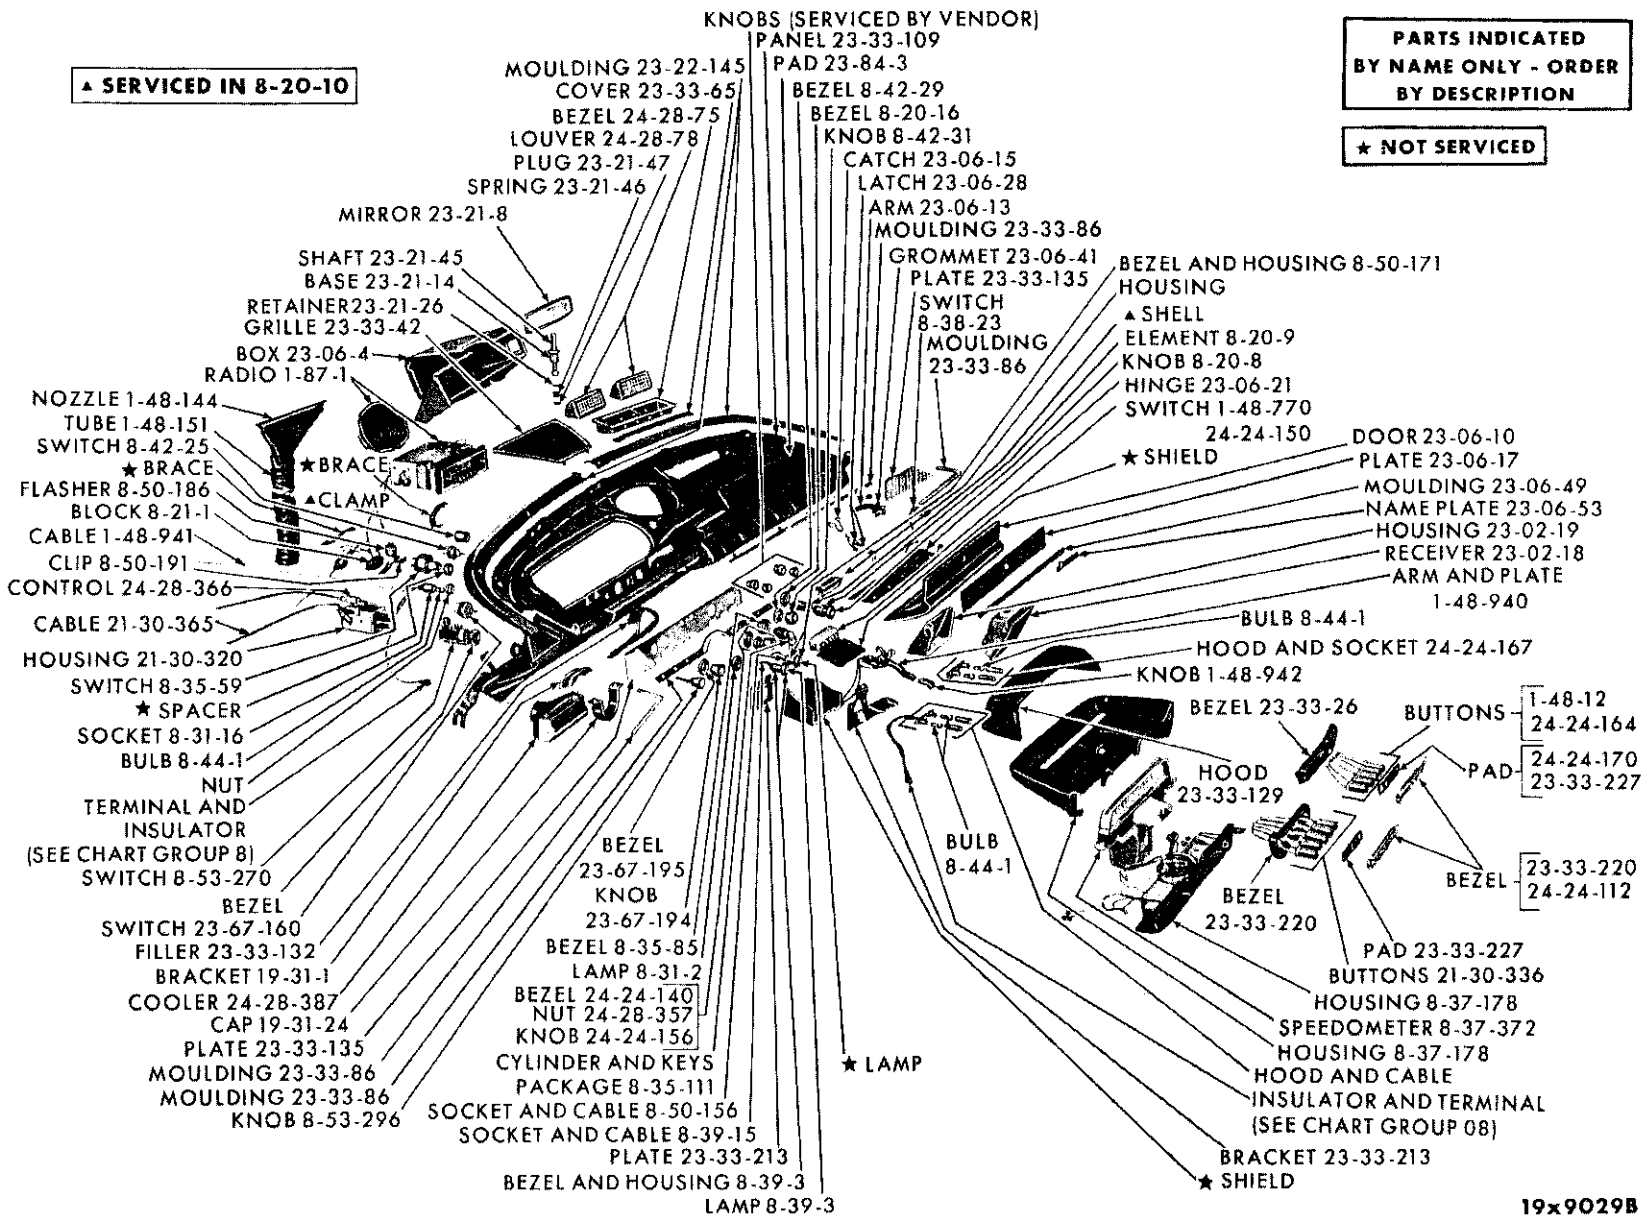 KNOBS (SERVICED BY VENDOR)
PANEL 23-33-109
PAD 23-84-3
MOULDING 23-22-145
COVER 23-33-65
BEZEL 24-28-75
LOUVER 24-28-78
PLUG 23-21-47
SPRING 23-21-46
MIRROR 23-21-8
SHAFT 23-21-45
BASE 23-21-14
RETAINER 23-21-26
GRILLE 23-33-42
BOX 23-06-4
RADIO 1-87-1
▲ SERVICED IN 8-20-10
PARTS INDICATED
BY NAME ONLY - ORDER
BY DESCRIPTION
★ NOT SERVICED
BEZEL 8-42-29
BEZEL 8-20-16
KNOB 8-42-31
CATCH 23-06-15
LATCH 23-06-28
ARM 23-06-13
MOULDING 23-33-86
GROMMET 23-06-41
PLATE 23-33-135
SWITCH
8-38-23
MOULDING
23-33-86
BEZEL AND HOUSING 8-50-171
HOUSING
▲ SHELL
ELEMENT 8-20-9
KNOB 8-20-8
HINGE 23-06-21
SWITCH 1-48-770
24-24-150
★ SHIELD
DOOR 23-06-10
PLATE 23-06-17
MOULDING 23-06-49
NAME PLATE 23-06-53
HOUSING 23-02-19
RECEIVER 23-02-18
ARM AND PLATE
1-48-940
BULB 8-44-1
HOOD AND SOCKET 24-24-167
KNOB 1-48-942
NOZZLE 1-48-144
TUBE 1-48-151
SWITCH 8-42-25
★ BRACE
★ BRACE
FLASHER 8-50-186
▲ CLAMP
BLOCK 8-21-1
CABLE 1-48-941
CLIP 8-50-191
CONTROL 24-28-366
CABLE 21-30-365
HOUSING 21-30-320
SWITCH 8-35-59
★ SPACER
SOCKET 8-31-16
BULB 8-44-1
NUT
TERMINAL AND
INSULATOR
(SEE CHART GROUP 8)
SWITCH 8-53-270
BEZEL
SWITCH 23-67-160
FILLER 23-33-132
BRACKET 19-31-1
COOLER 24-28-387
CAP 19-31-24
PLATE 23-33-135
MOULDING 23-33-86
MOULDING 23-33-86
KNOB 8-53-296
BEZEL
23-67-195
KNOB
23-67-194
BEZEL 8-35-85
LAMP 8-31-2
BEZEL 24-24-140
NUT 24-28-357
KNOB 24-24-156
CYLINDER AND KEYS
PACKAGE 8-35-111
SOCKET AND CABLE 8-50-156
SOCKET AND CABLE 8-39-15
PLATE 23-33-213
BEZEL AND HOUSING 8-39-3
LAMP 8-39-3
★ LAMP
BULB
8-44-1
HOOD
23-33-129
BEZEL 23-33-26
BUTTONS
1-48-12
24-24-164
PAD
24-24-170
23-33-227
BEZEL
23-33-220
24-24-112
BEZEL
23-33-220
PAD 23-33-227
BUTTONS 21-30-336
HOUSING 8-37-178
SPEEDOMETER 8-37-372
HOUSING 8-37-178
HOOD AND CABLE
INSULATOR AND TERMINAL
(SEE CHART GROUP 08)
BRACKET 23-33-213
★ SHIELD
19x9029B